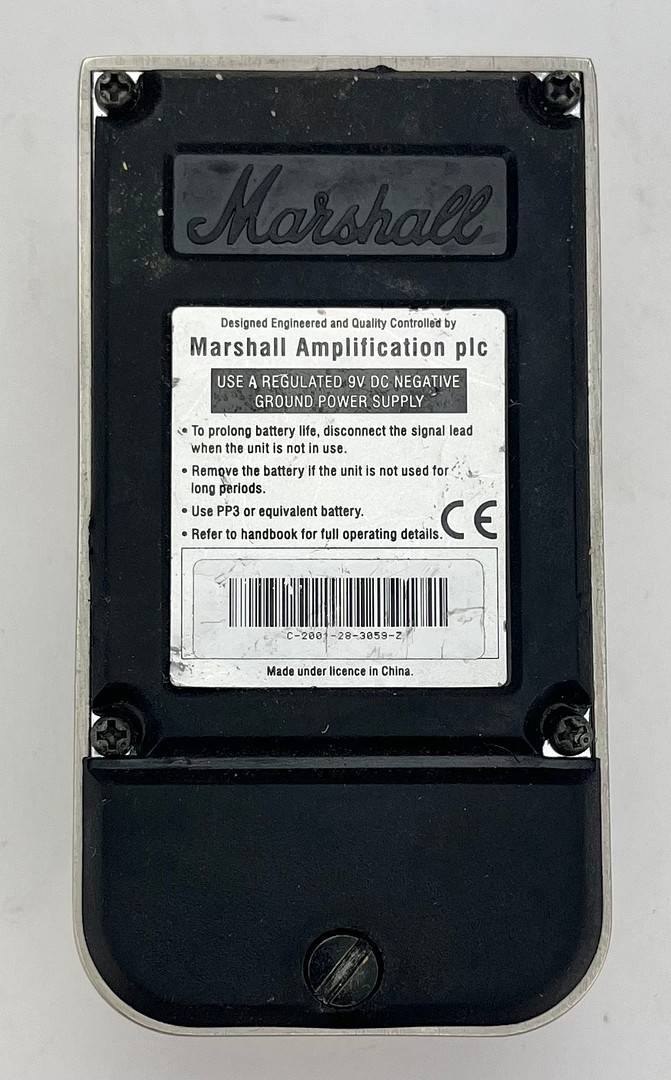 Marshall
Designed Engineered and Quality Controlled by
Marshall Amplification plc
USE A REGULATED 9V DC NEGATIVE
GROUND POWER SUPPLY
• To prolong battery life, disconnect the signal lead
when the unit is not in use.
• Remove the battery if the unit is not used for
long periods.
• Use PP3 or equivalent battery.
• Refer to handbook for full operating details.
CE
C-2001-28-3059-Z
Made under licence in China.